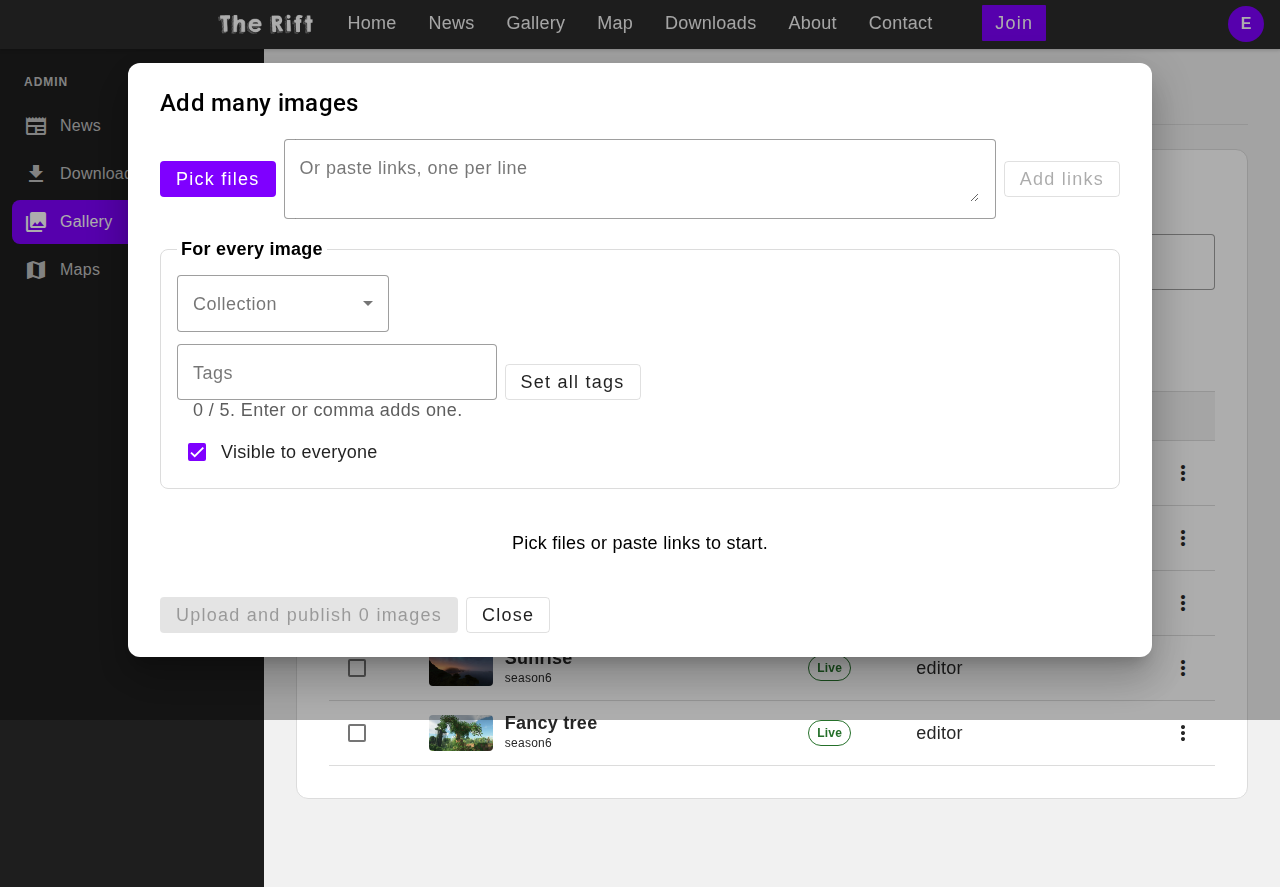 The Rift Home News Gallery Map Downloads About Contact Join E
ADMIN
News
Gallery
Maps
Add many images
Pick files
Or paste links, one per line
Add links
For every image
Collection
Tags
Set all tags
0 / 5. Enter or comma adds one.
Visible to everyone
Pick files or paste links to start.
Upload and publish 0 images
Close
Sunrise
season6
Live
editor
Fancy tree
season6
Live
editor